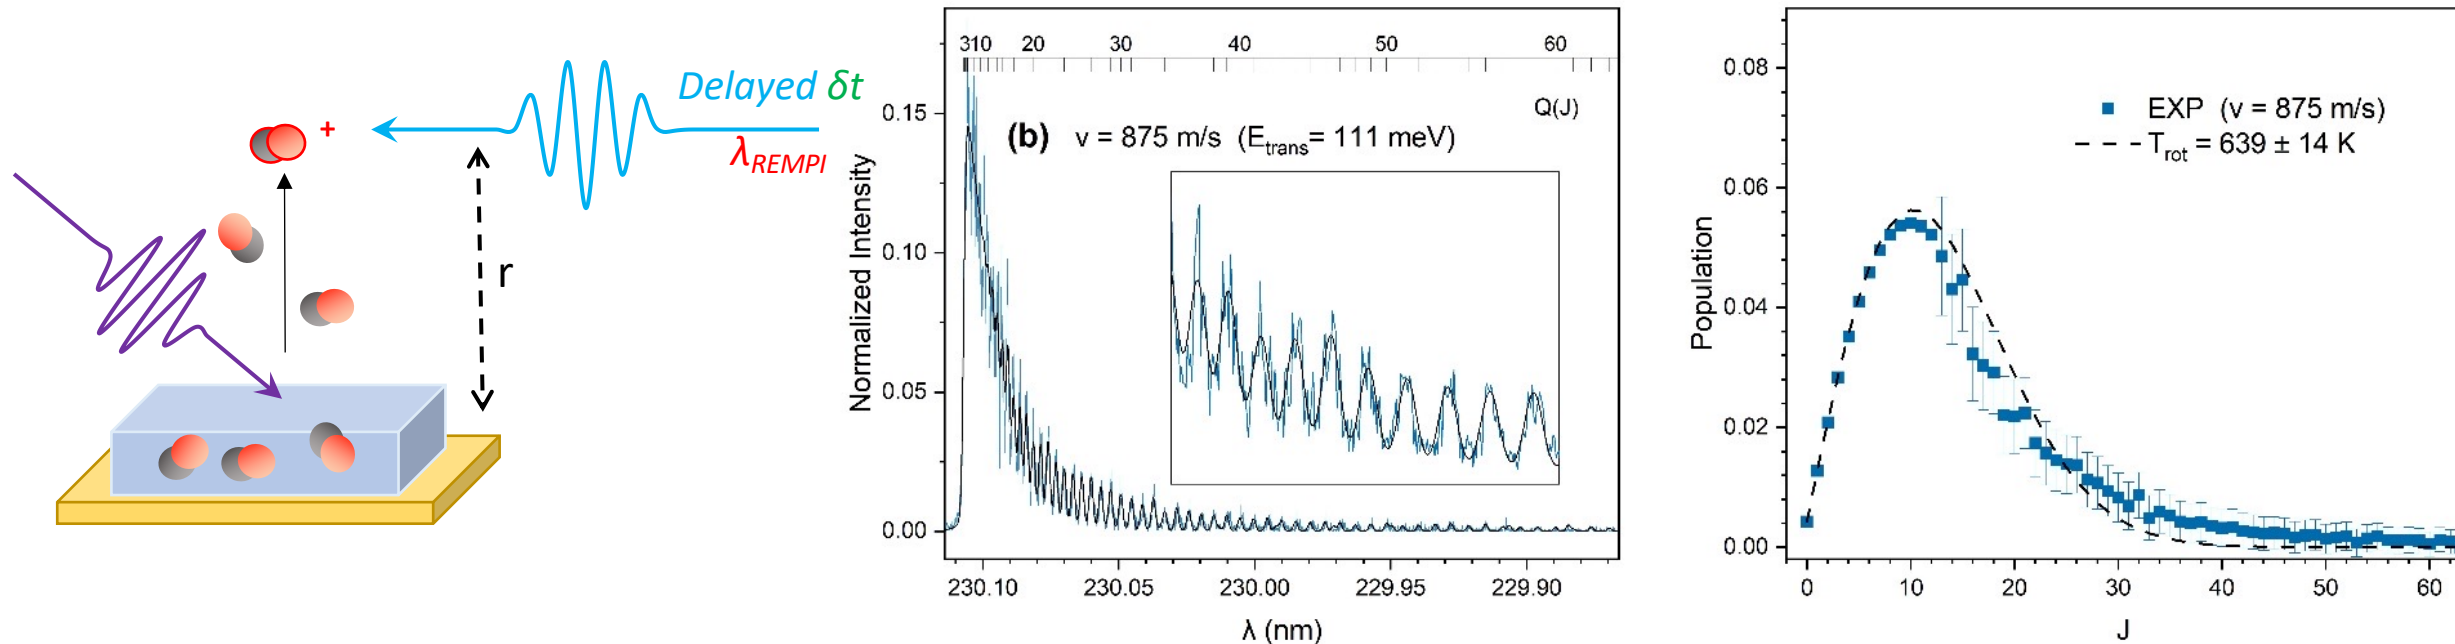 Delayed δt
λREMPI
+
r
310 20 30 40 50 60
Q(J)
(b) v = 875 m/s (Etrans= 111 meV)
Normalized Intensity
0.15
0.10
0.05
0.00
230.10 230.05 230.00 229.95 229.90
λ (nm)
EXP (v = 875 m/s)
Trot = 639 ± 14 K
Population
0.08
0.06
0.04
0.02
0.00
0 10 20 30 40 50 60
J